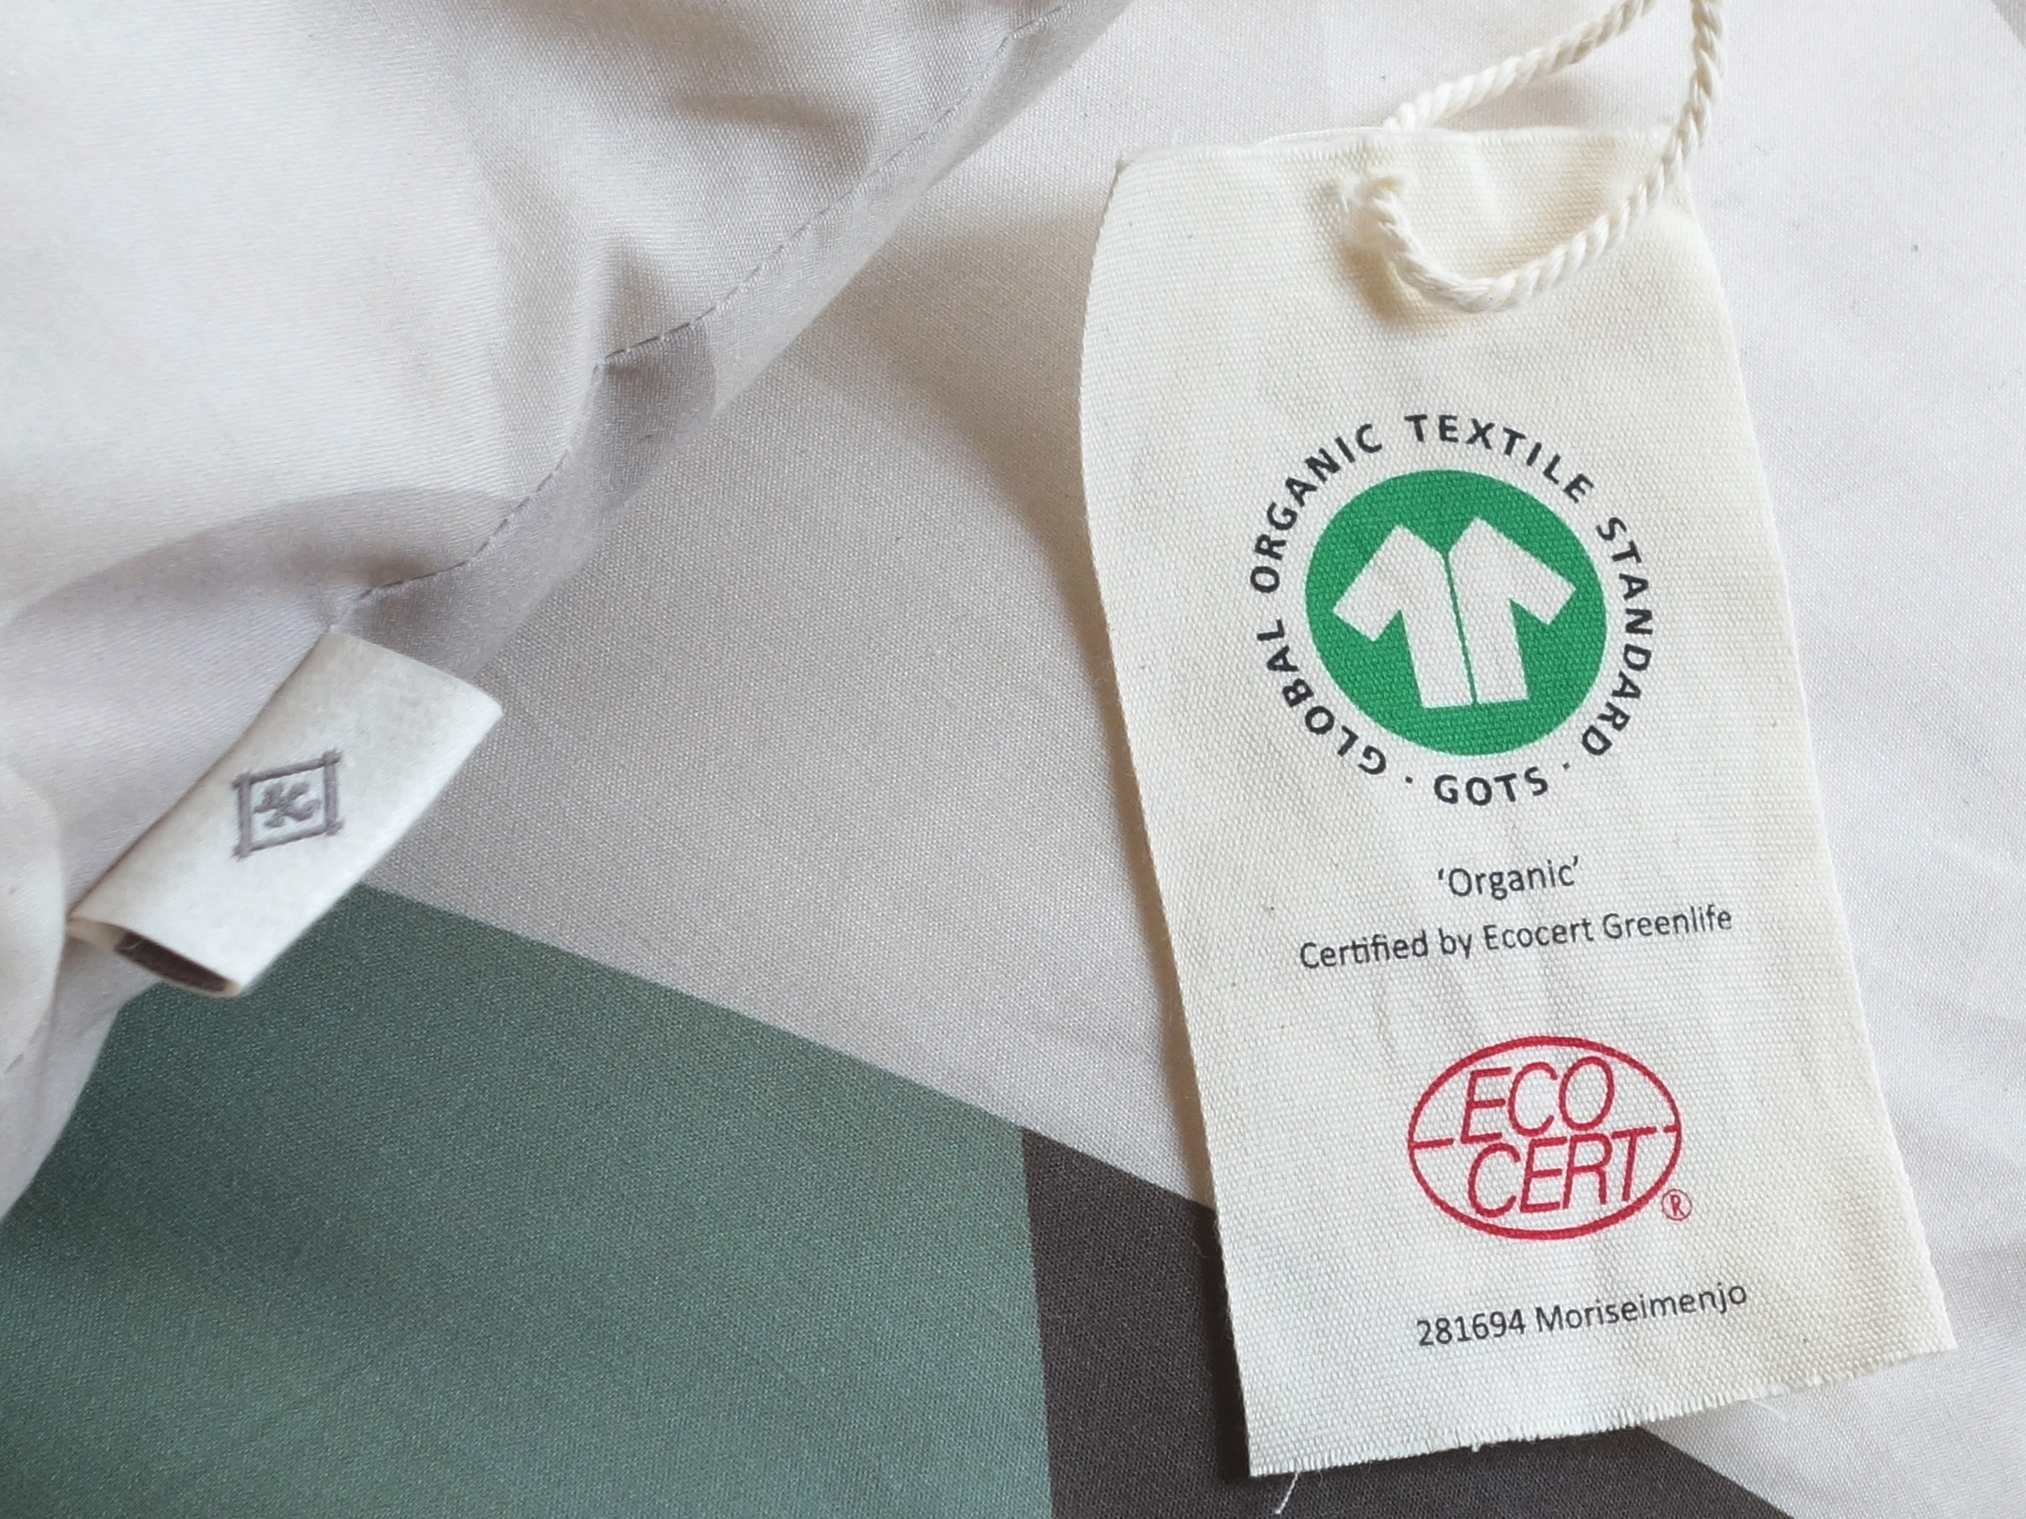 GLOBAL ORGANIC TEXTILE STANDARD · GOTS ·
‘Organic’
Certified by Ecocert Greenlife
ECO
CERT®
281694 Moriseimenjo